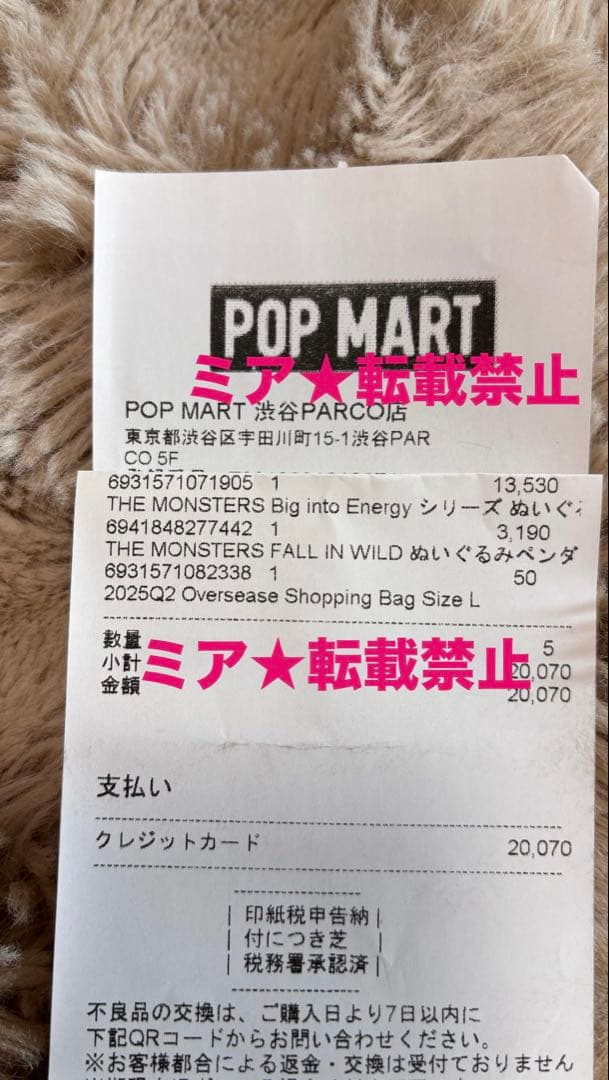 POP MART
ミア★転載禁止
POP MART 渋谷PARCO店
東京都渋谷区宇田川町15-1渋谷PAR
CO 5F
6931571071905 1 13,530
THE MONSTERS Big into Energy シリーズ ぬいぐ
6941848277442 1 3,190
THE MONSTERS FALL IN WILD ぬいぐるみペンダ
6931571082338 1 50
2025Q2 Oversease Shopping Bag Size L
数量 5
小計 20,070
ミア★転載禁止
金額 20,070
支払い
クレジットカード 20,070
印紙税申告納
付につき芝
税務署承認済
不良品の交換は、ご購入日より7日以内に
下記QRコードからお問い合わせください。
※お客様都合による返金・交換は受付ておりません